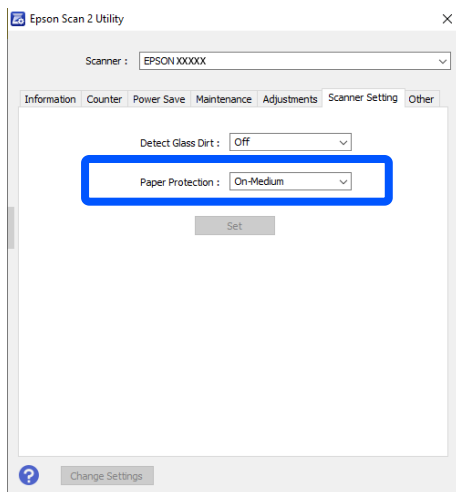 Epson Scan 2 Utility
Scanner : EPSON XXXXX
Information Counter Power Save Maintenance Adjustments Scanner Setting Other
Detect Glass Dirt : Off
Paper Protection : On-Medium
Set
? Change Settings